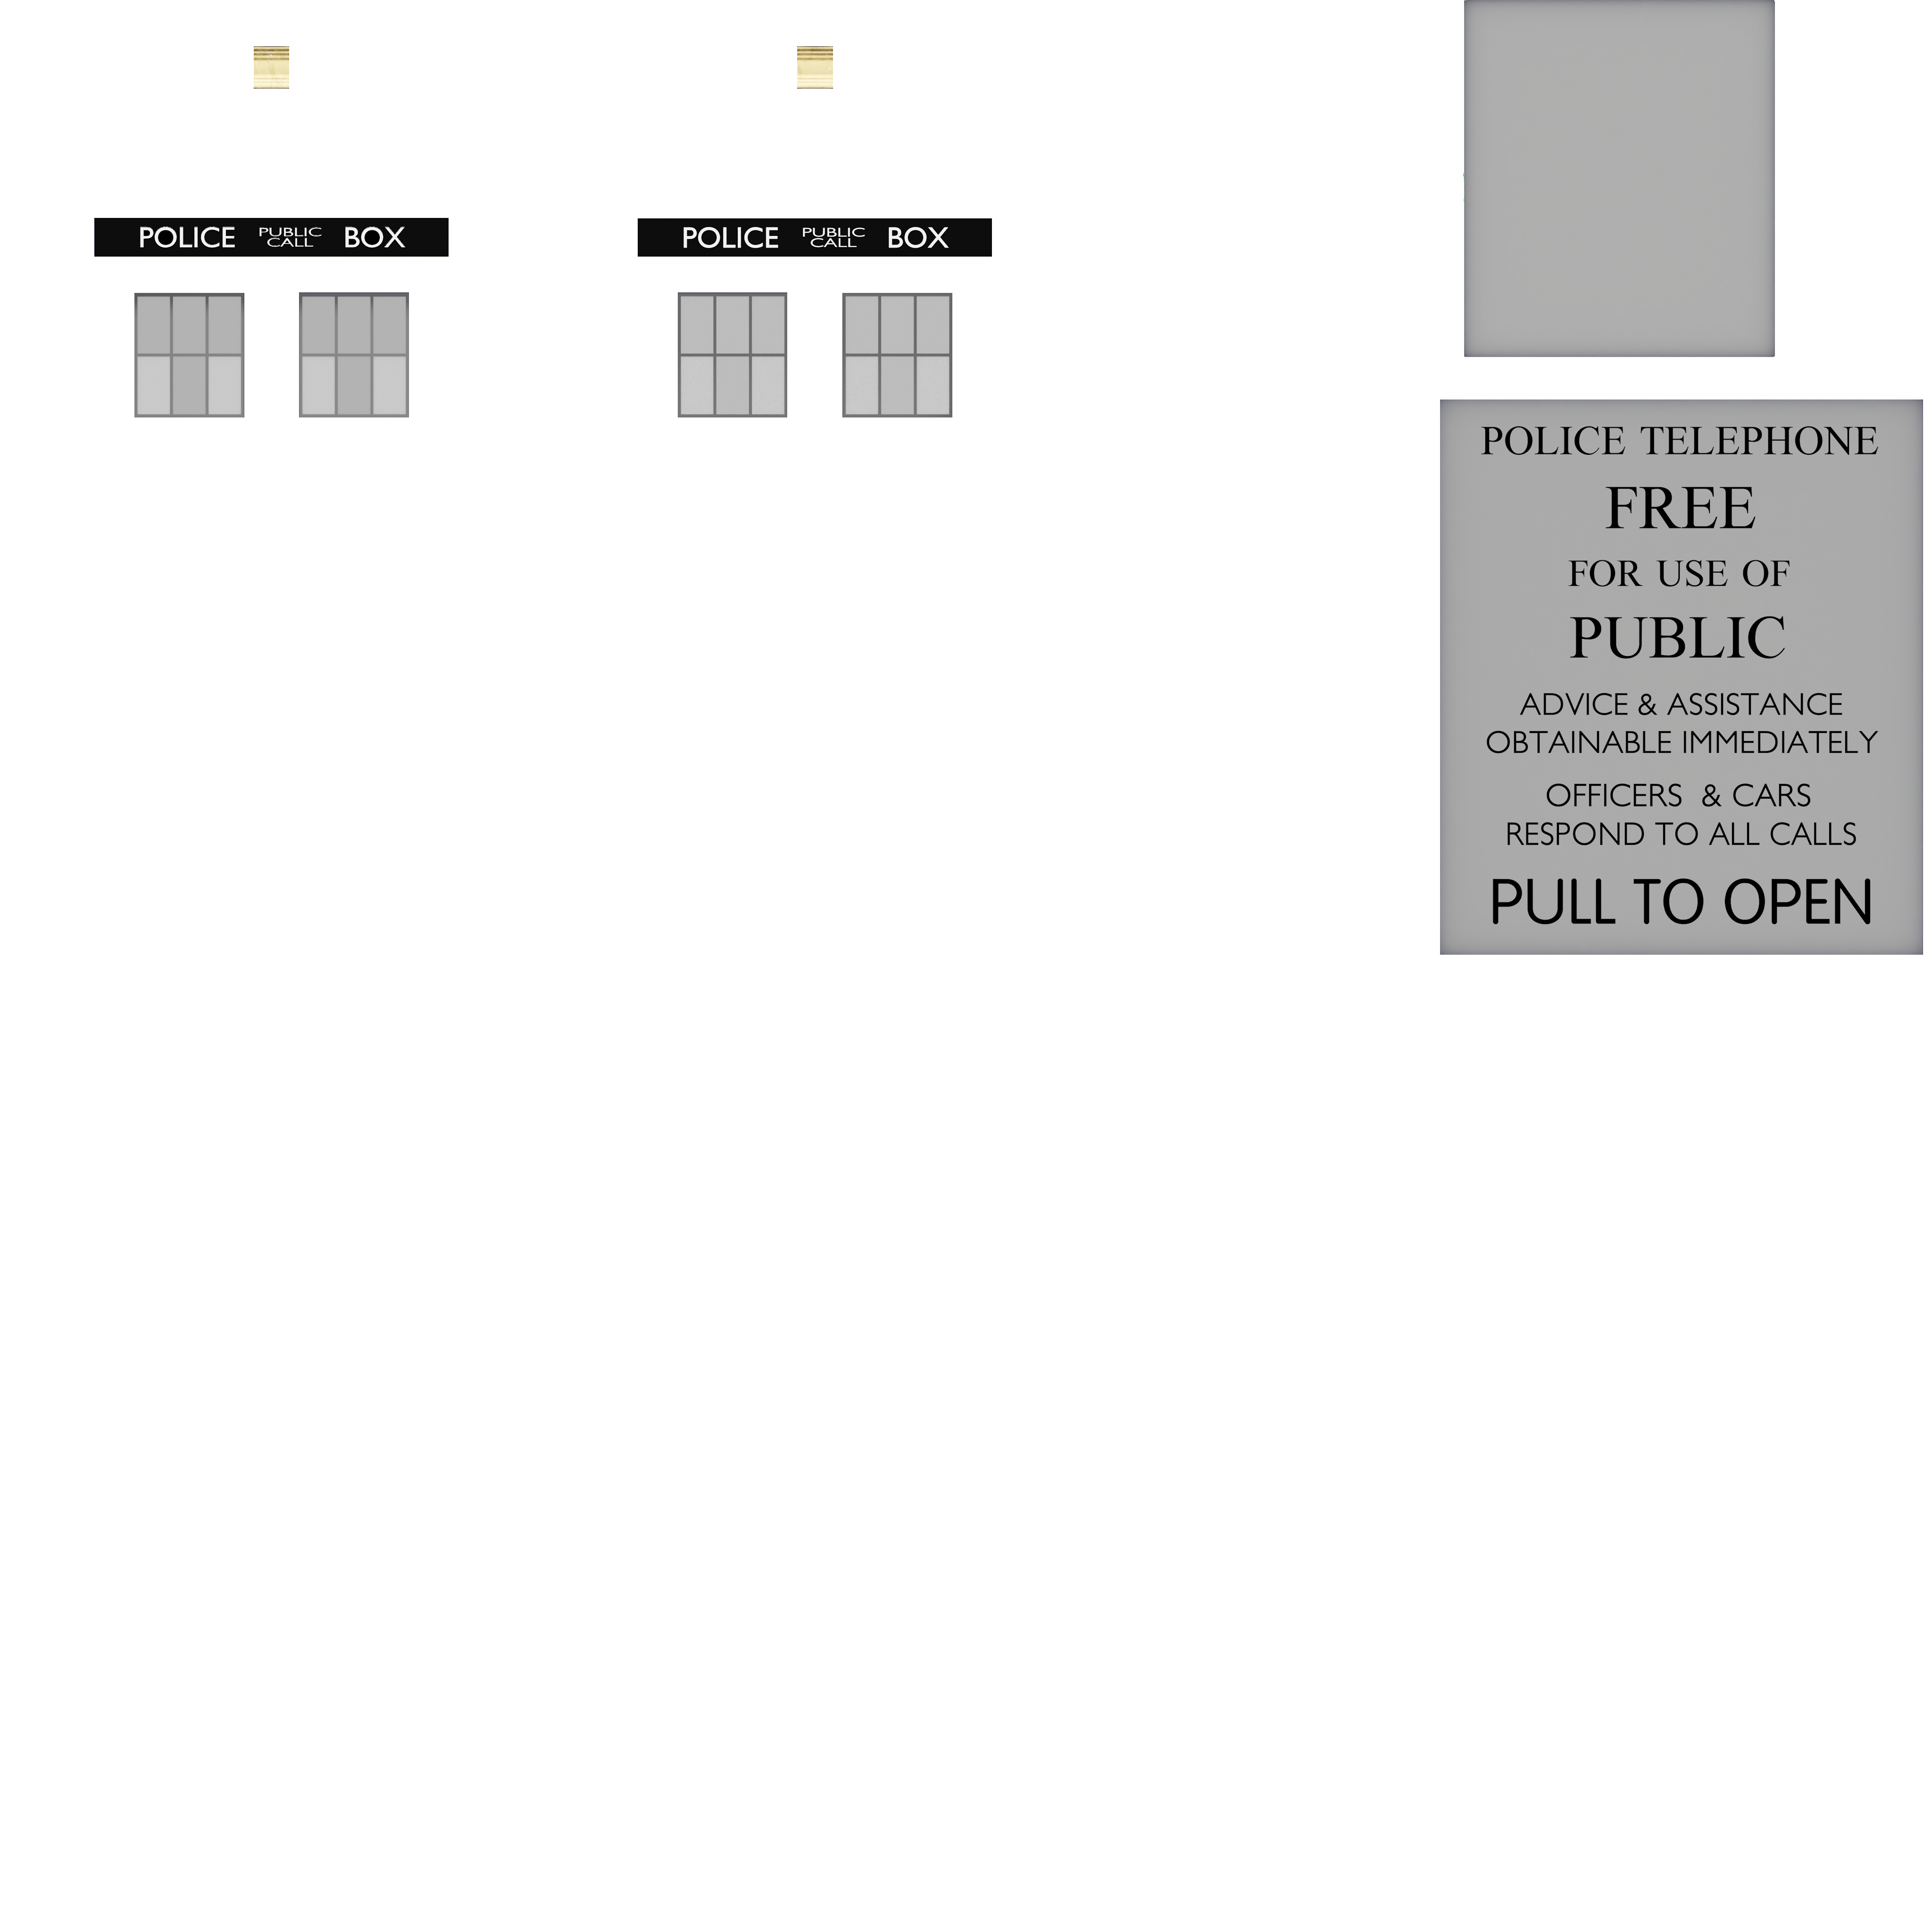 POLICE PUBLIC CALL BOX
POLICE PUBLIC CALL BOX
POLICE TELEPHONE
FREE
FOR USE OF
PUBLIC
ADVICE & ASSISTANCE
OBTAINABLE IMMEDIATELY
OFFICERS & CARS
RESPOND TO ALL CALLS
PULL TO OPEN